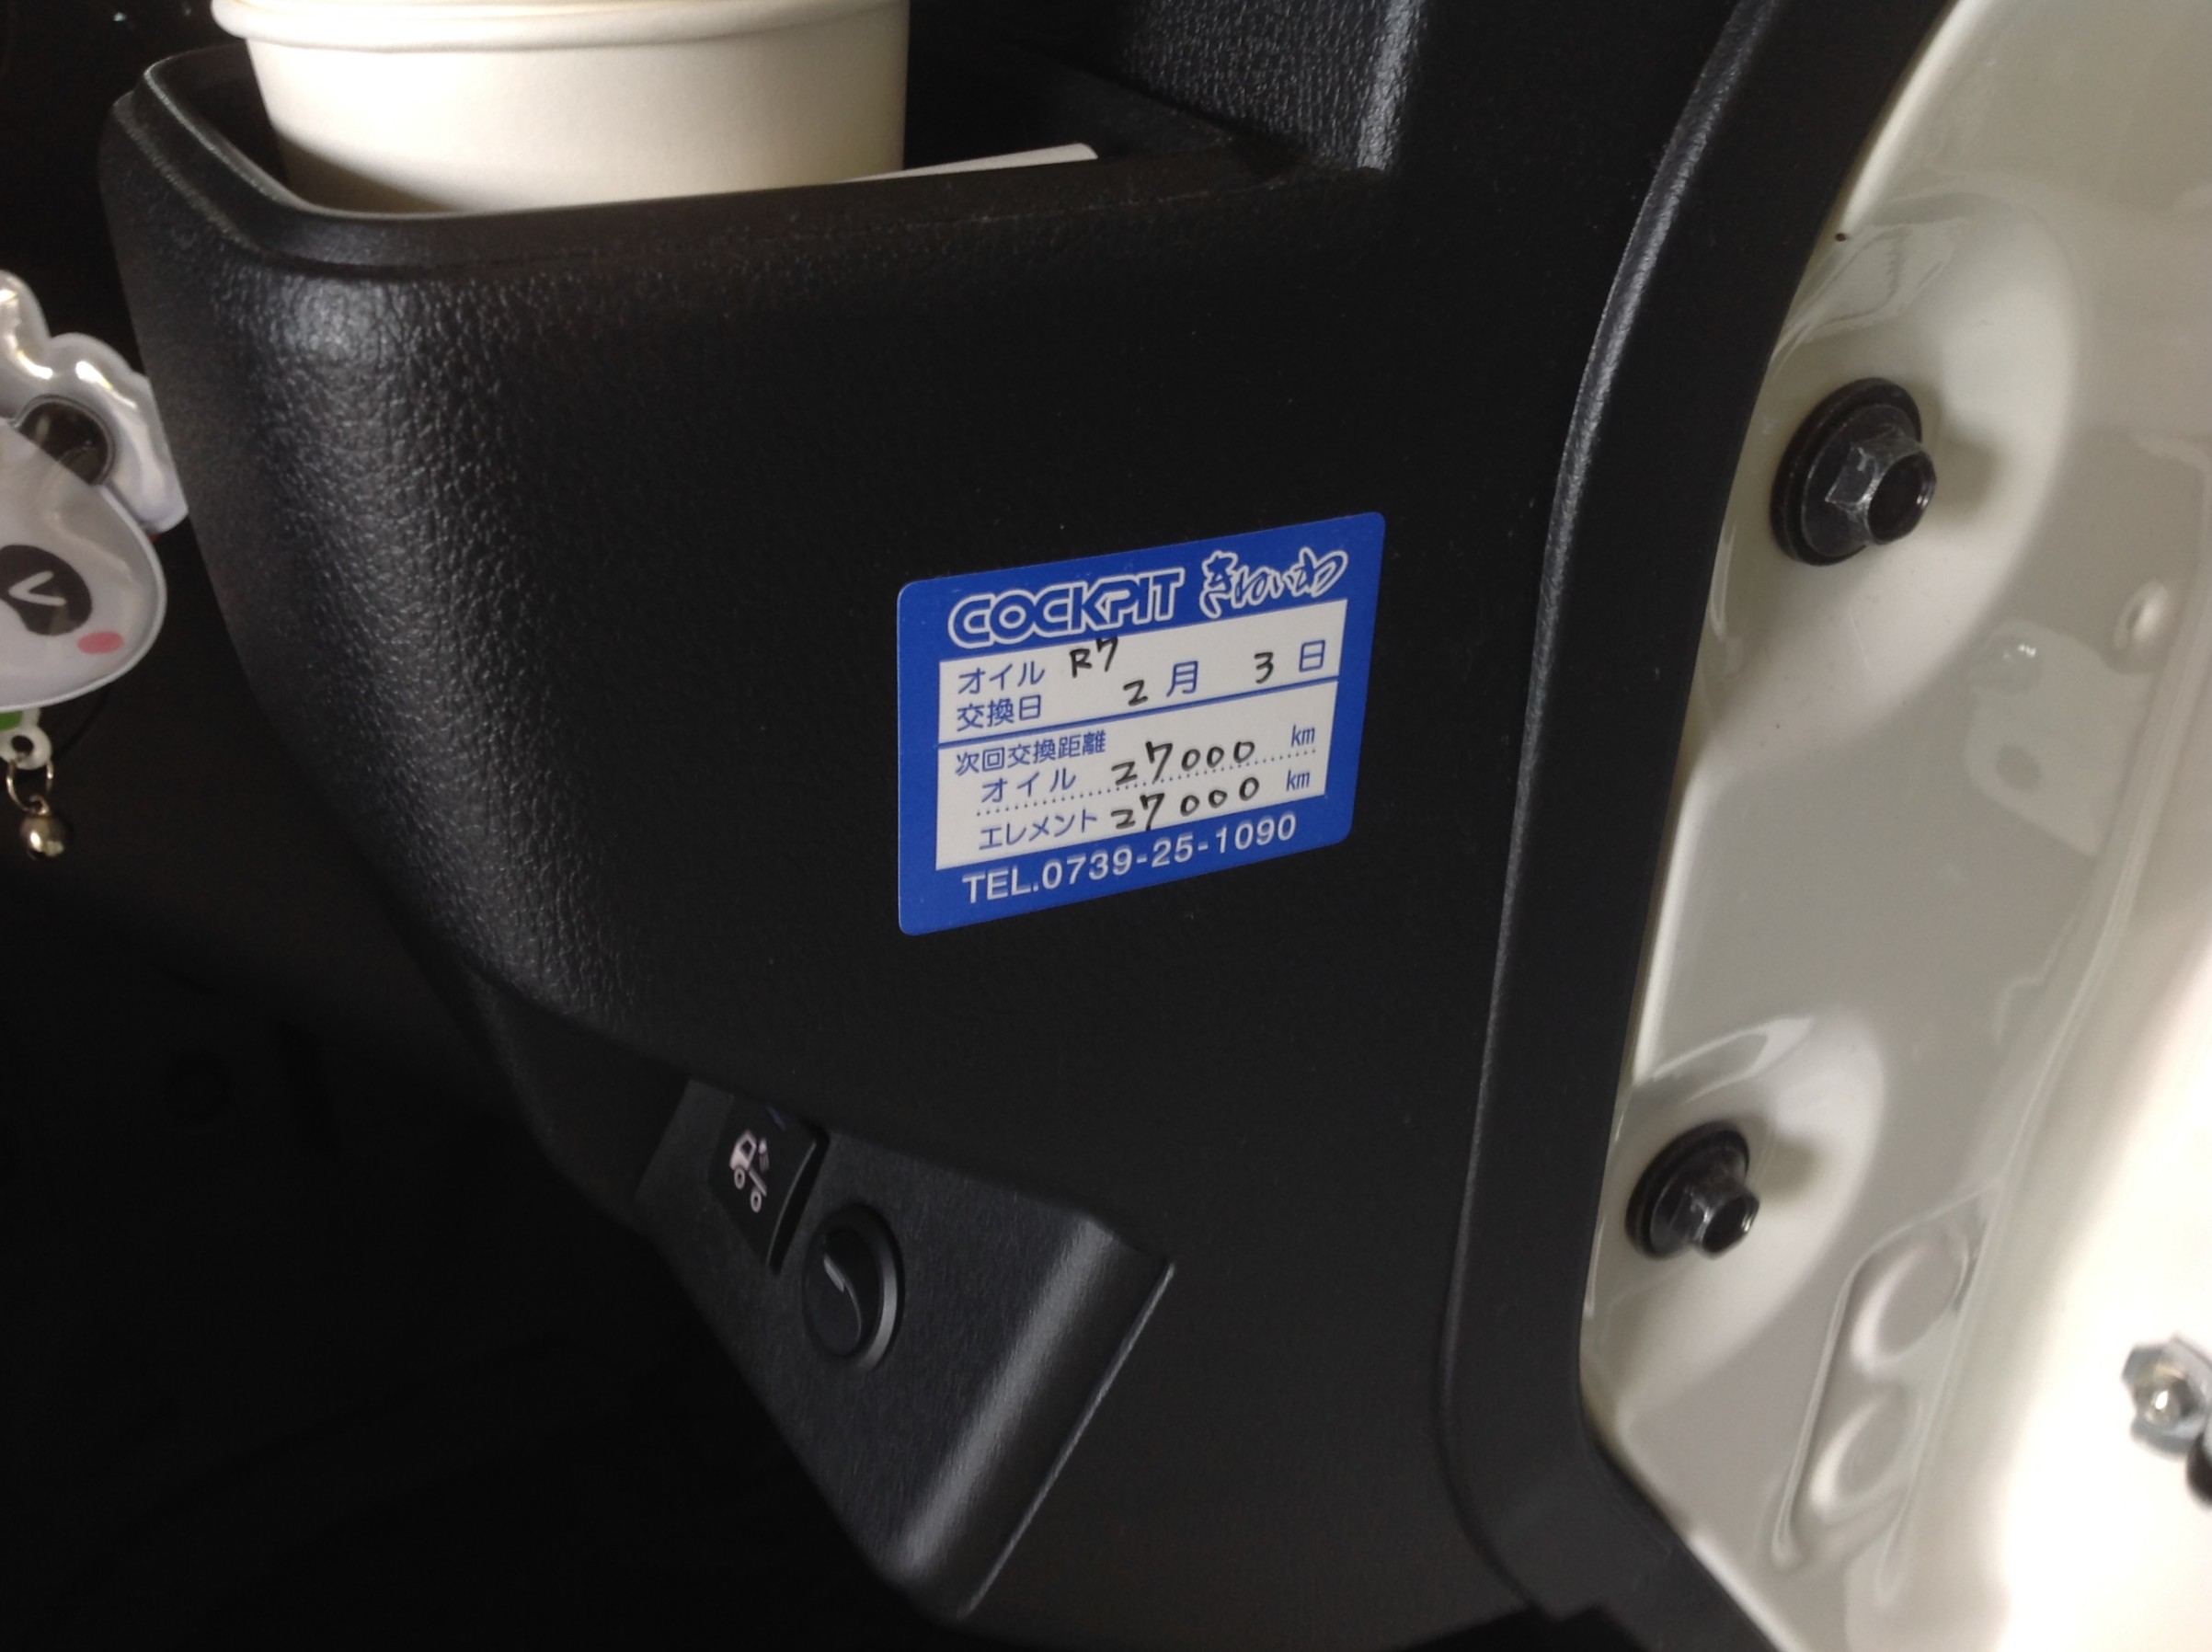 COCKPIT きねいわ
オイル R7
交換日 2月 3日
次回交換距離
オイル 27000 km
エレメント 27000 km
TEL.0739-25-1090